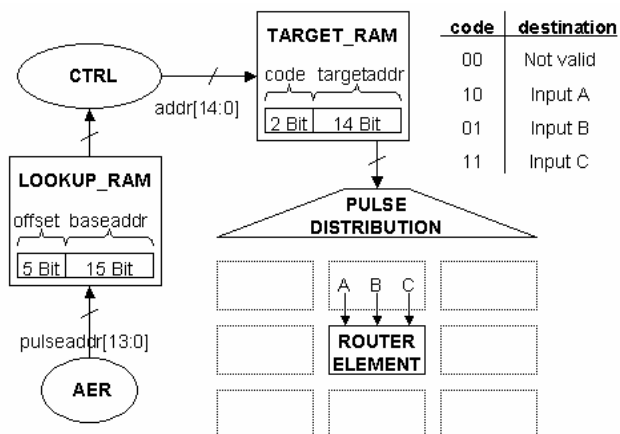 TARGET_RAM
code targetaddr
2 Bit 14 Bit
code destination
00 Not valid
10 Input A
01 Input B
11 Input C
CTRL
addr[14:0]
LOOKUP_RAM
offset baseaddr
5 Bit 15 Bit
pulseaddr[13:0]
AER
PULSE
DISTRIBUTION
A B C
ROUTER
ELEMENT